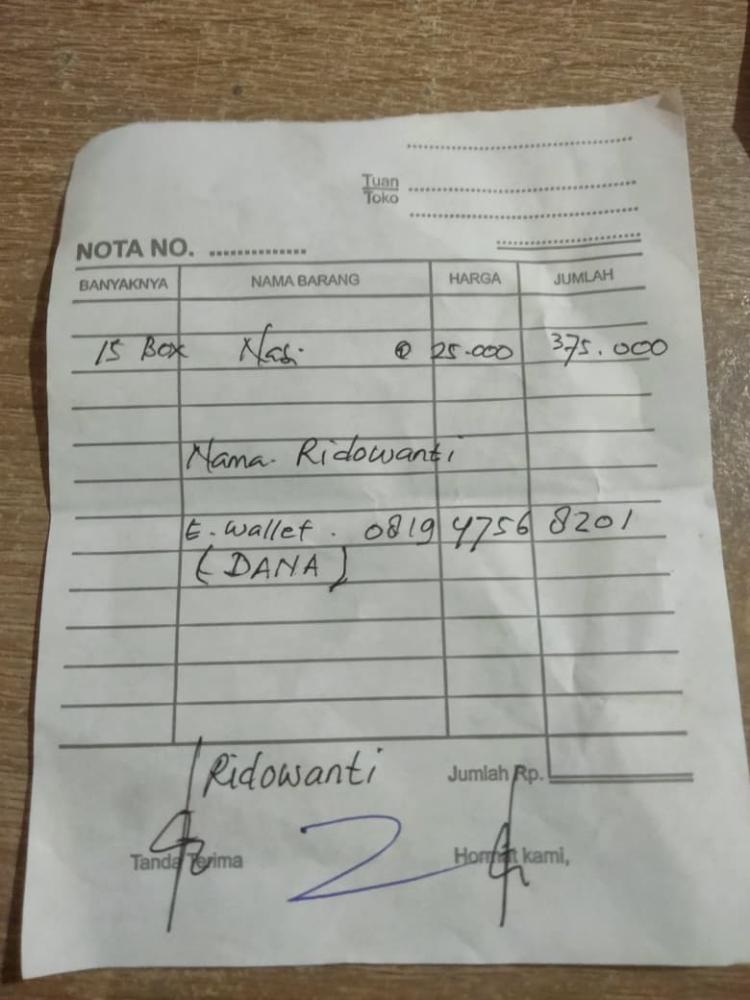 Tuan
Toko
NOTA NO.
BANYAKNYA NAMA BARANG HARGA JUMLAH
15 Box Nasi @ 25.000 375.000
Nama. Ridowanti
E. wallet. 0819 4756 8201
(DANA)
Ridowanti Jumlah Rp.
Tanda Terima 2 Hormat kami,